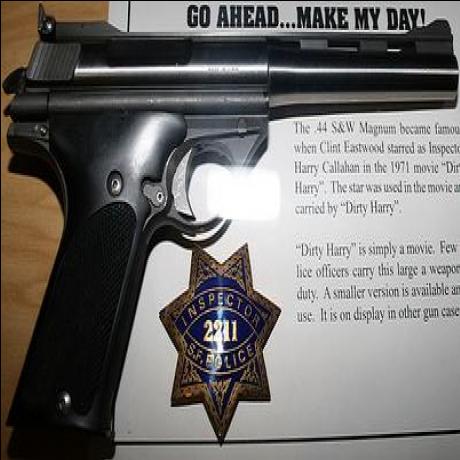 GO AHEAD...MAKE MY DAY!
The .44 S&W Magnum became famou
when Clint Eastwood starred as Inspecto
Harry Callahan in the 1971 movie "Dir
Harry". The star was used in the movie an
carried by "Dirty Harry".
"Dirty Harry" is simply a movie. Few
lice officers carry this large a weapon
duty. A smaller version is available an
use. It is on display in other gun case
INSPECTOR
2211
S.F. POLICE